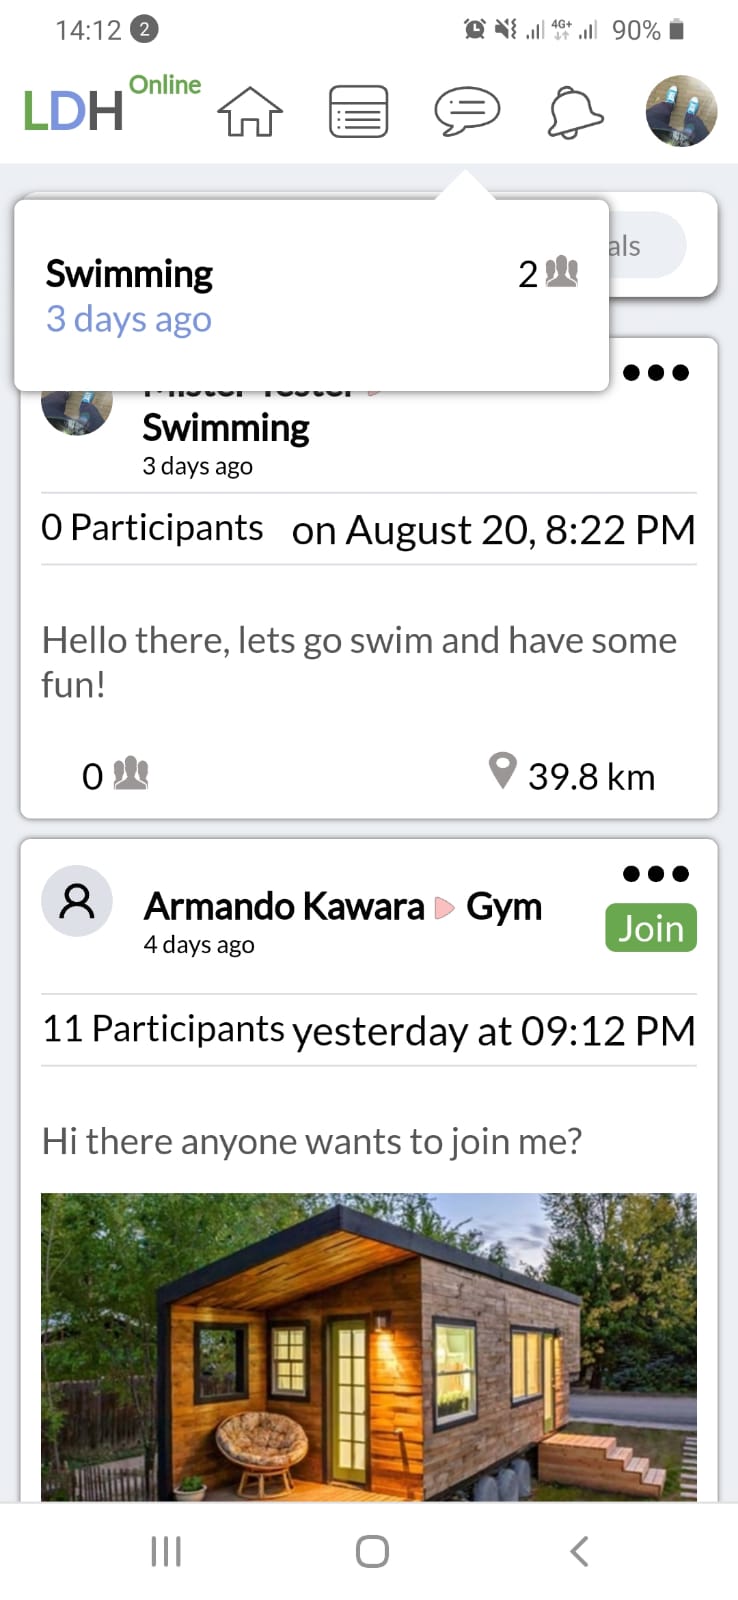 14:12 2 4G+ 90%
LDH Online
Swimming 2
3 days ago
als
Swimming
3 days ago
0 Participants on August 20, 8:22 PM
Hello there, lets go swim and have some
fun!
0 39.8 km
Armando Kawara Gym
4 days ago
Join
11 Participants yesterday at 09:12 PM
Hi there anyone wants to join me?